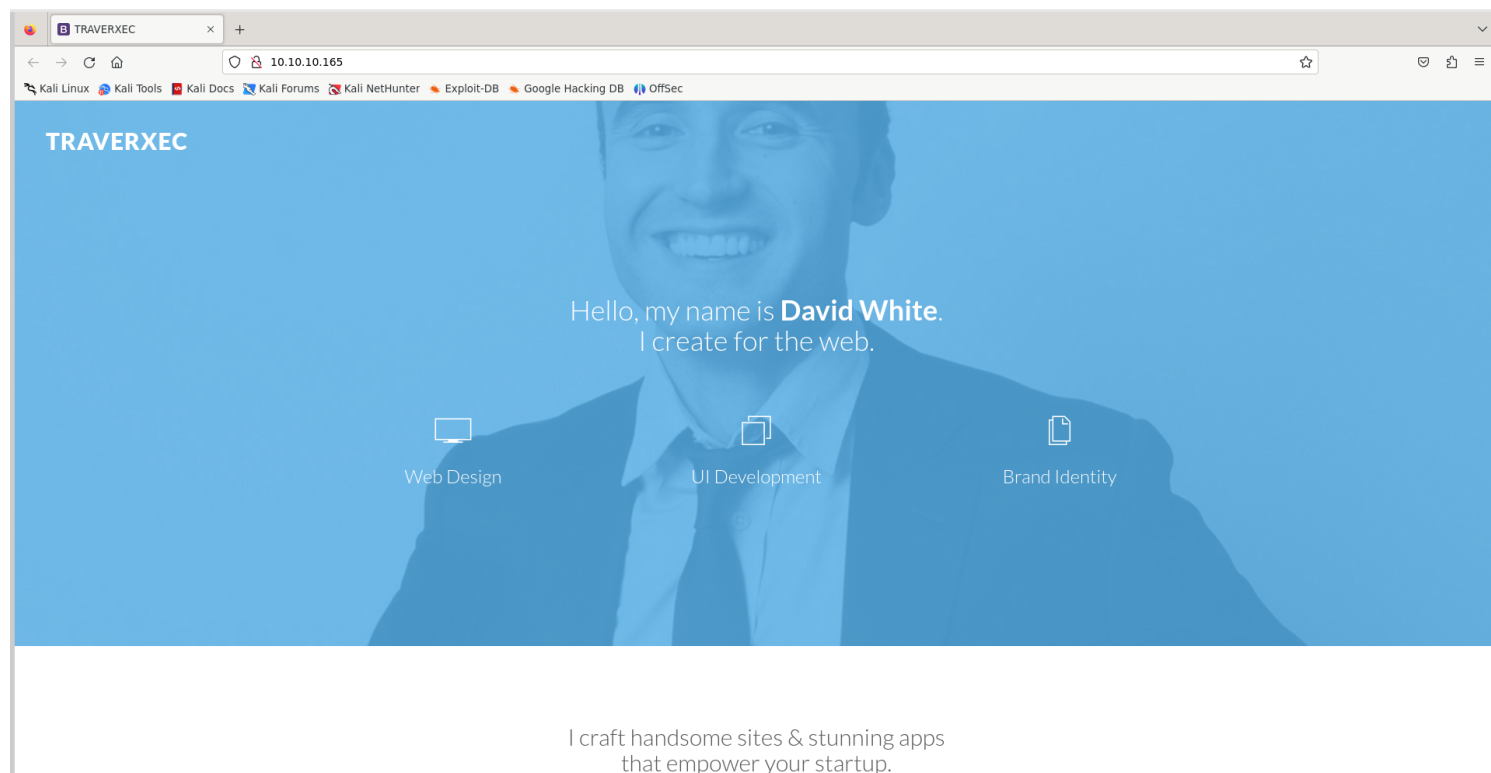 TRAVERXEC
10.10.10.165
Kali Linux Kali Tools Kali Docs Kali Forums Kali NetHunter Exploit-DB Google Hacking DB OffSec
TRAVERXEC
Hello, my name is David White.
I create for the web.
Web Design UI Development Brand Identity
I craft handsome sites & stunning apps
that empower your startup.